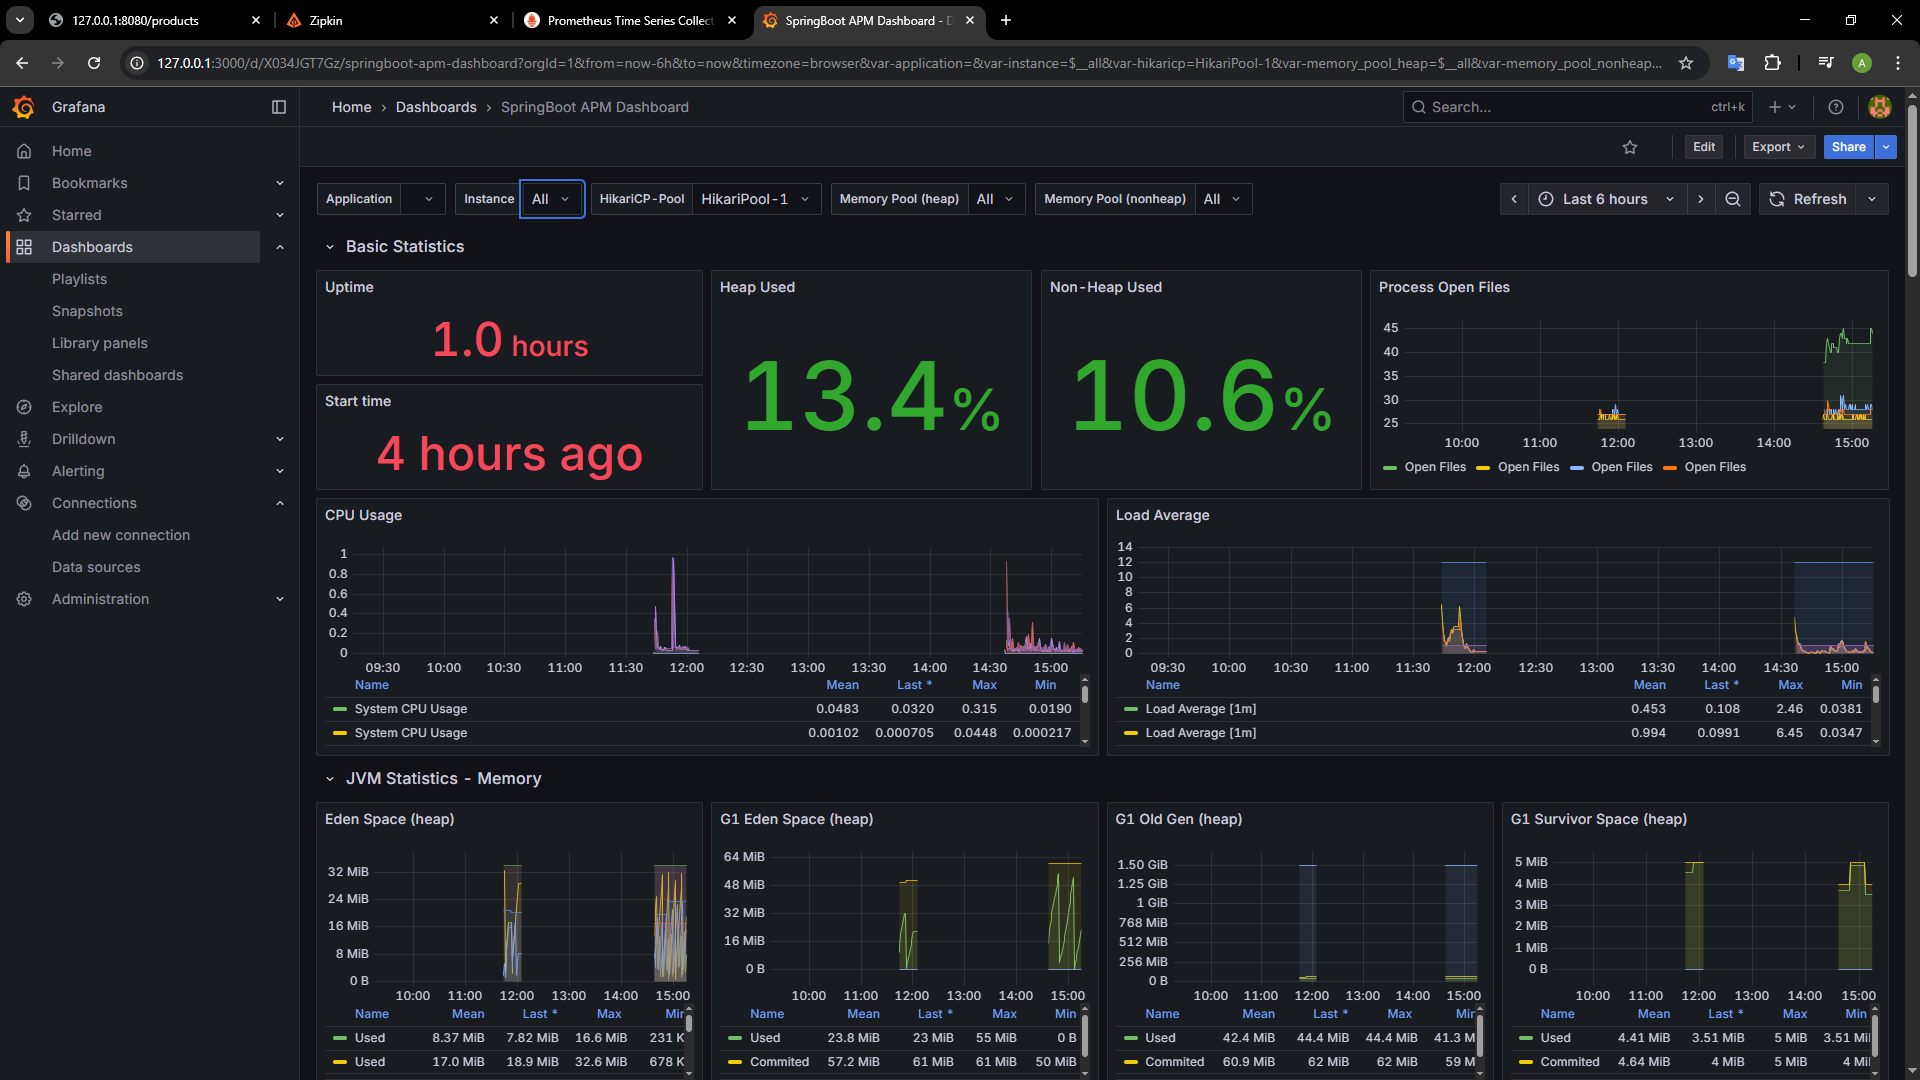 127.0.0.1:8080/products
Zipkin
Prometheus Time Series Collect
SpringBoot APM Dashboard - D
127.0.0.1:3000/d/X034JGT7Gz/springboot-apm-dashboard?orgId=1&from=now-6h&to=now&timezone=browser&var-application=&var-instance=$__all&var-hikaricp=HikariPool-1&var-memory_pool_heap=$__all&var-memory_pool_nonheap...
A
Grafana
Home › Dashboards › SpringBoot APM Dashboard
Search... ctrl+k
Edit Export Share
Home
Bookmarks
Starred
Dashboards
Playlists
Snapshots
Library panels
Shared dashboards
Explore
Drilldown
Alerting
Connections
Add new connection
Data sources
Administration
Application Instance All HikariCP-Pool HikariPool-1 Memory Pool (heap) All Memory Pool (nonheap) All Last 6 hours Refresh
Basic Statistics
Uptime
1.0 hours
Start time
4 hours ago
Heap Used
13.4%
Non-Heap Used
10.6%
Process Open Files
45
40
35
30
25
10:00 11:00 12:00 13:00 14:00 15:00
Open Files Open Files Open Files Open Files
CPU Usage
1
0.8
0.6
0.4
0.2
0
09:30 10:00 10:30 11:00 11:30 12:00 12:30 13:00 13:30 14:00 14:30 15:00
Name Mean Last * Max Min
System CPU Usage 0.0483 0.0320 0.315 0.0190
System CPU Usage 0.00102 0.000705 0.0448 0.000217
Load Average
14
12
10
8
6
4
2
0
09:30 10:00 10:30 11:00 11:30 12:00 12:30 13:00 13:30 14:00 14:30 15:00
Name Mean Last * Max Min
Load Average [1m] 0.453 0.108 2.46 0.0381
Load Average [1m] 0.994 0.0991 6.45 0.0347
JVM Statistics - Memory
Eden Space (heap)
32 MiB
24 MiB
16 MiB
8 MiB
0 B
10:00 11:00 12:00 13:00 14:00 15:00
Name Mean Last * Max Mir
Used 8.37 MiB 7.82 MiB 16.6 MiB 231 K
Used 17.0 MiB 18.9 MiB 32.6 MiB 678 K
G1 Eden Space (heap)
64 MiB
48 MiB
32 MiB
16 MiB
0 B
10:00 11:00 12:00 13:00 14:00 15:00
Name Mean Last * Max Min
Used 23.8 MiB 23 MiB 55 MiB 0 B
Commited 57.2 MiB 61 MiB 61 MiB 50 MiB
G1 Old Gen (heap)
1.50 GiB
1.25 GiB
1 GiB
768 MiB
512 MiB
256 MiB
0 B
10:00 11:00 12:00 13:00 14:00 15:00
Name Mean Last * Max Mir
Used 42.4 MiB 44.4 MiB 44.4 MiB 41.3 M
Commited 60.9 MiB 62 MiB 62 MiB 59 M
G1 Survivor Space (heap)
5 MiB
4 MiB
3 MiB
2 MiB
1 MiB
0 B
10:00 11:00 12:00 13:00 14:00 15:00
Name Mean Last * Max Min
Used 4.41 MiB 3.51 MiB 5 MiB 3.51 Mi
Commited 4.64 MiB 4 MiB 5 MiB 4 Mi